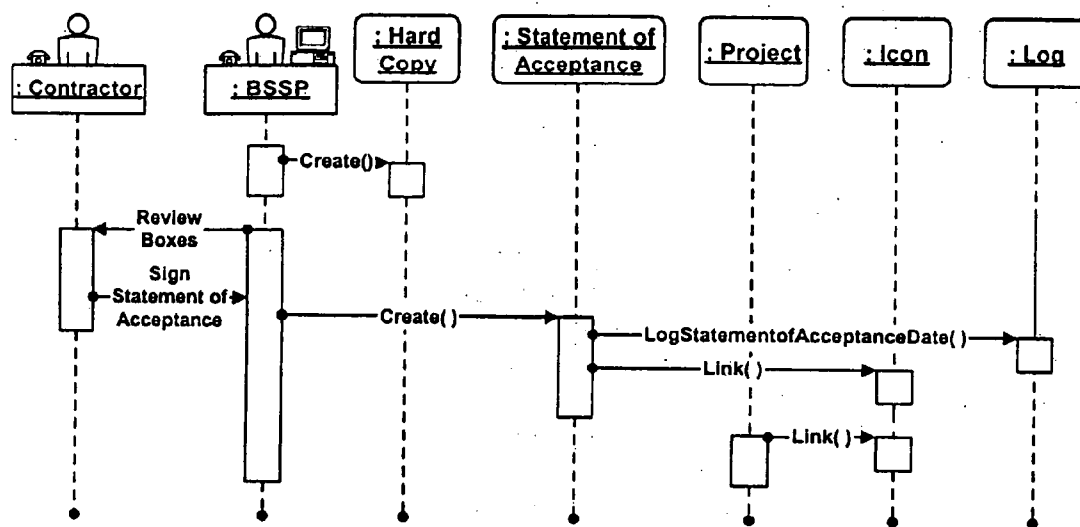 : Contractor
: BSSP
: Hard
Copy
: Statement of
Acceptance
: Project
: Icon
: Log
Create()
Review
Boxes
Sign
Statement of
Acceptance
Create( )
LogStatementofAcceptanceDate( )
Link( )
Link( )